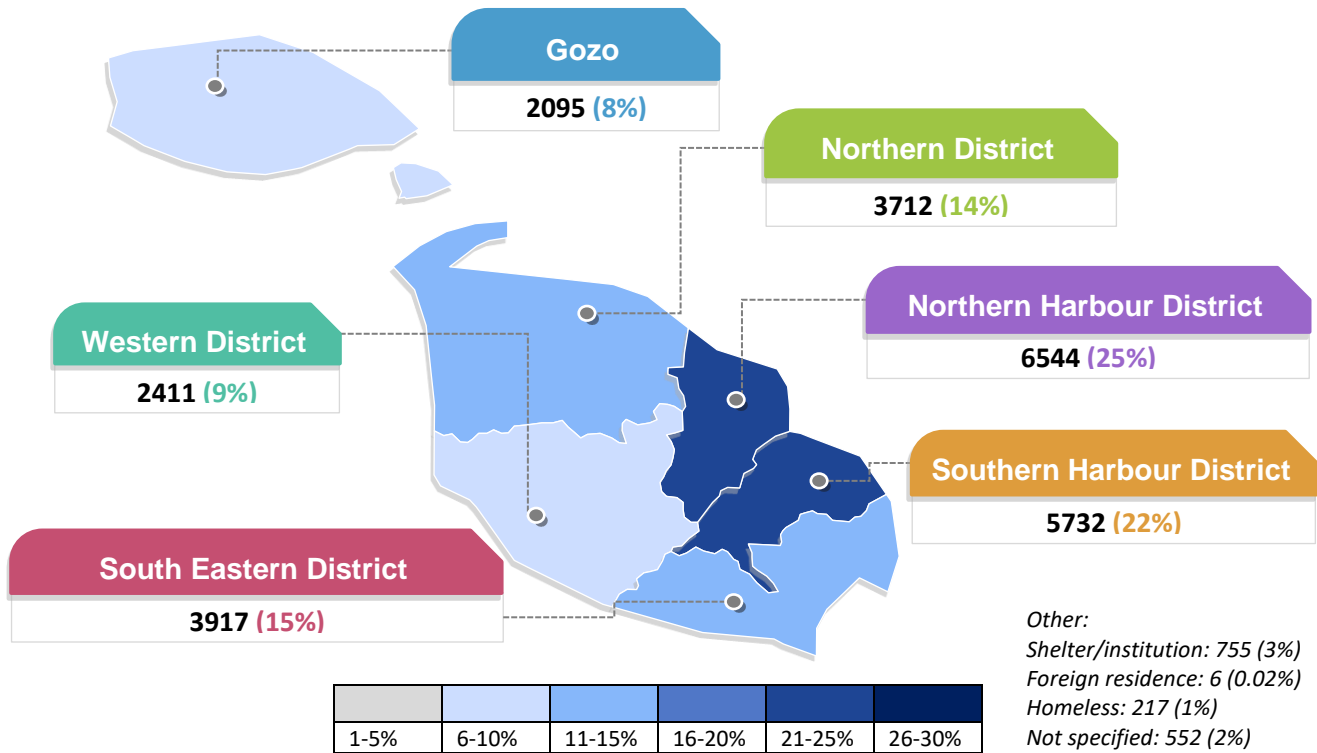 Gozo
2095 (8%)
Northern District
3712 (14%)
Northern Harbour District
6544 (25%)
Western District
2411 (9%)
Southern Harbour District
5732 (22%)
South Eastern District
3917 (15%)
Other:
Shelter/institution: 755 (3%)
Foreign residence: 6 (0.02%)
Homeless: 217 (1%)
Not specified: 552 (2%)
1-5% 6-10% 11-15% 16-20% 21-25% 26-30%